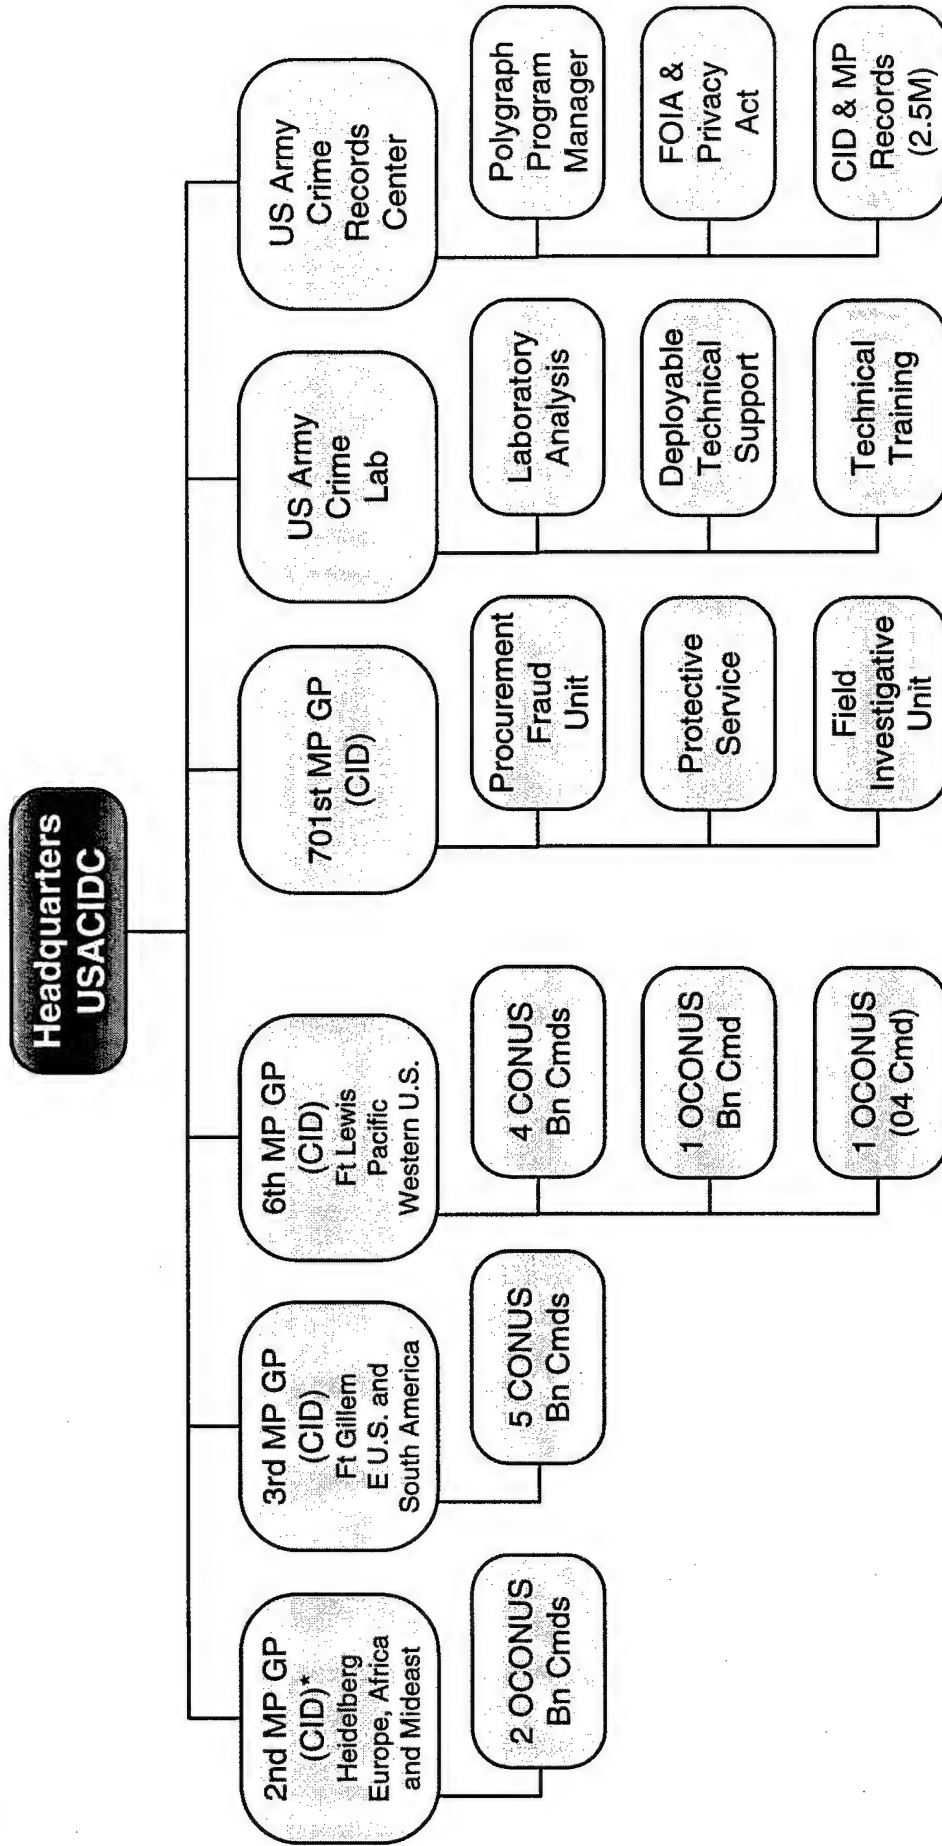 Headquarters
USACIDC
2nd MP GP
(CID)*
Heidelberg
Europe, Africa
and Mideast
2 OCONUS
Bn Cmds
3rd MP GP
(CID)
Ft Gillem
E U.S. and
South America
5 CONUS
Bn Cmds
6th MP GP
(CID)
Ft Lewis
Pacific
Western U.S.
4 CONUS
Bn Cmds
1 OCONUS
Bn Cmd
1 OCONUS
(04 Cmd)
701st MP GP
(CID)
Procurement
Fraud
Unit
Protective
Service
Field
Investigative
Unit
US Army
Crime
Lab
Laboratory
Analysis
Deployable
Technical
Support
Technical
Training
US Army
Crime
Records
Center
Polygraph
Program
Manager
FOIA &
Privacy
Act
CID & MP
Records
(2.5M)